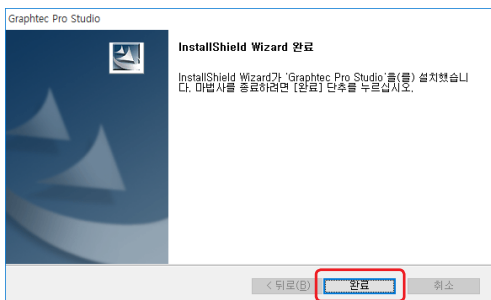 Graphtec Pro Studio
InstallShield Wizard 완료
InstallShield Wizard가 'Graphtec Pro Studio'을(를) 설치했습니
다. 마법사를 종료하려면 [완료] 단추를 누르십시오.
< 뒤로(B) 완료 취소